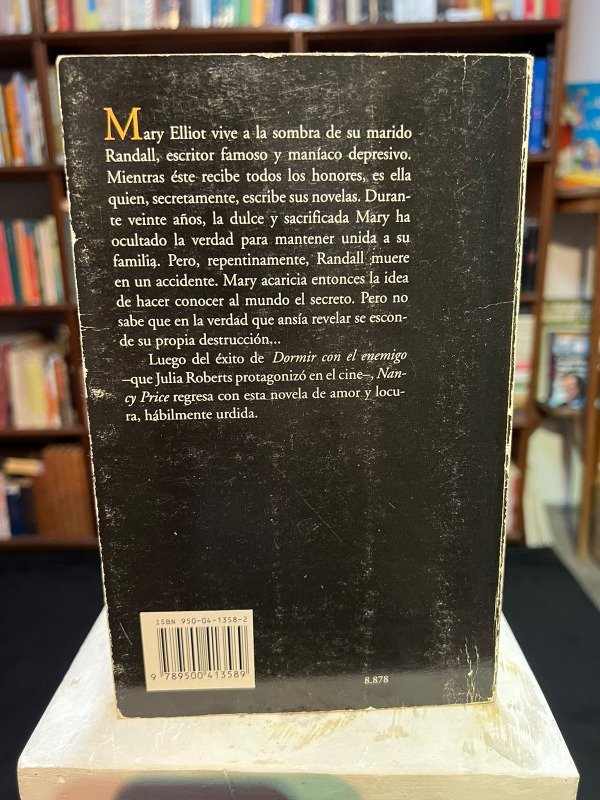 Mary Elliot vive a la sombra de su marido
Randall, escritor famoso y maníaco depresivo.
Mientras éste recibe todos los honores, es ella
quien, secretamente, escribe sus novelas. Duran-
te veinte años, la dulce y sacrificada Mary ha
ocultado la verdad para mantener unida a su
familia. Pero, repentinamente, Randall muere
en un accidente. Mary acaricia entonces la idea
de hacer conocer al mundo el secreto. Pero no
sabe que en la verdad que ansía revelar se escon-
de su propia destrucción...
Luego del éxito de Dormir con el enemigo
–que Julia Roberts protagonizó en el cine–, Nan-
cy Price regresa con esta novela de amor y locu-
ra, hábilmente urdida.
ISBN 950-04-1358-2
9 789500 413589
8.878